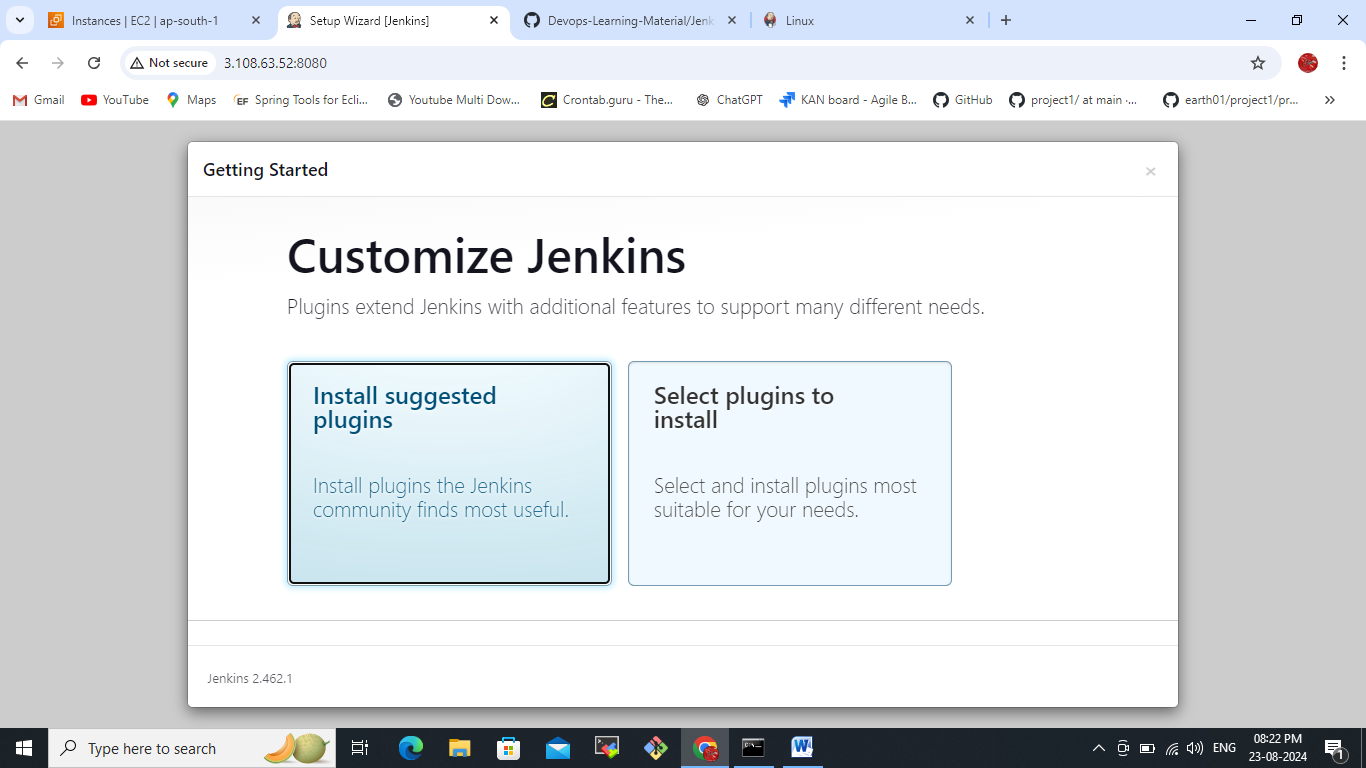 Instances | EC2 | ap-south-1
Setup Wizard [Jenkins]
Devops-Learning-Material/Jenk
Linux
Not secure
3.108.63.52:8080
Gmail
YouTube
Maps
EF
Spring Tools for Ecli...
Youtube Multi Dow...
Crontab.guru - The...
ChatGPT
KAN board - Agile B...
GitHub
project1/ at main ·...
earth01/project1/pr...
Getting Started
Customize Jenkins
Plugins extend Jenkins with additional features to support many different needs.
Install suggested
plugins
Install plugins the Jenkins
community finds most useful.
Select plugins to
install
Select and install plugins most
suitable for your needs.
Jenkins 2.462.1
Type here to search
ENG
08:22 PM
23-08-2024
1